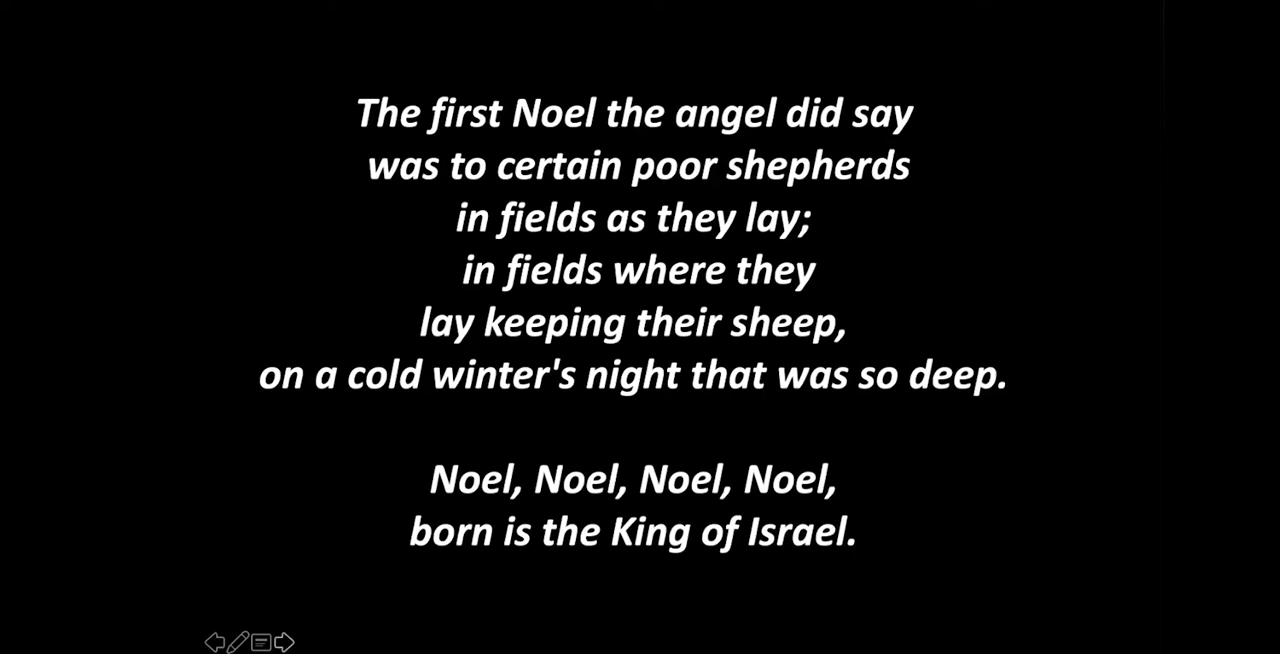 The first Noel the angel did say
was to certain poor shepherds
in fields as they lay;
in fields where they
lay keeping their sheep,
on a cold winter's night that was so deep.
Noel, Noel, Noel, Noel,
born is the King of Israel.